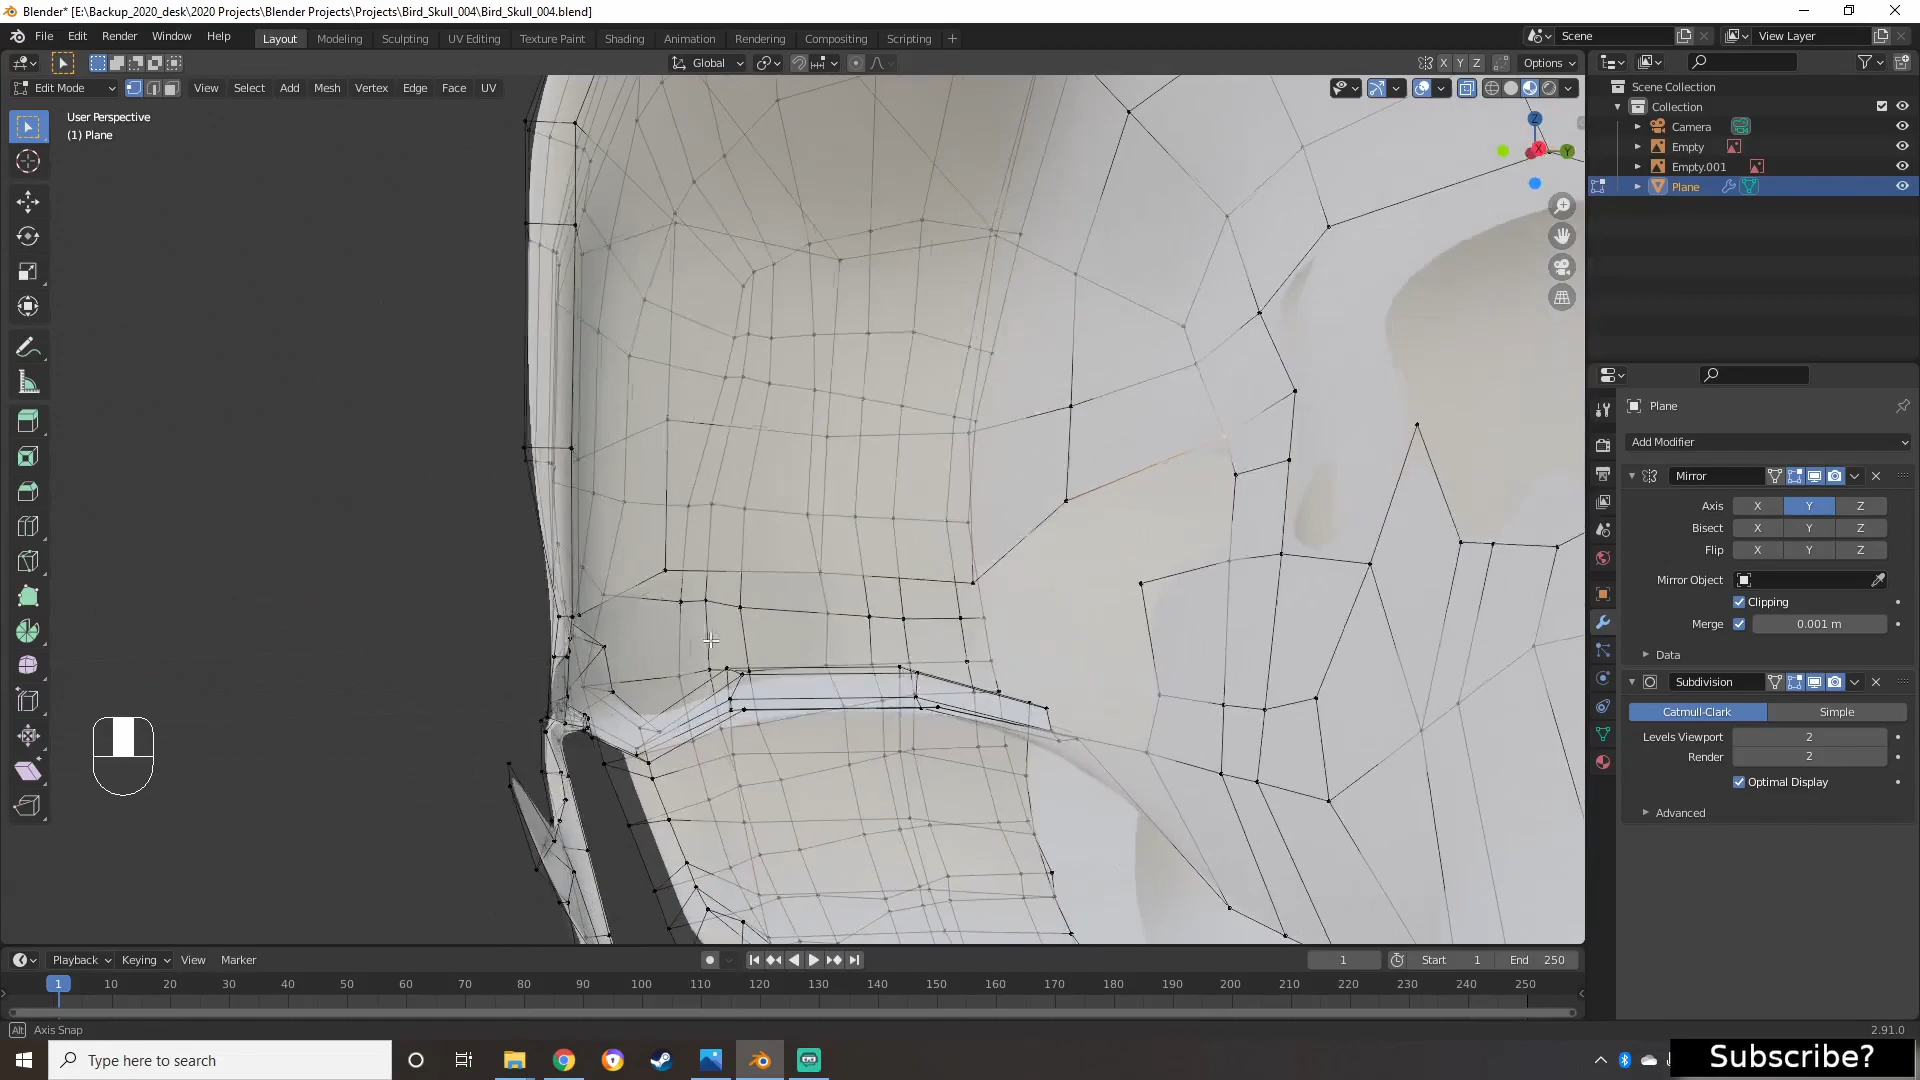 Blender* [E:\Backup_2020_desk\2020 Projects\Blender Projects\Projects\Bird_Skull_004\Bird_Skull_004.blend]
File Edit Render Window Help
Layout Modeling Sculpting UV Editing Texture Paint Shading Animation Rendering Compositing Scripting
Scene
View Layer
Global
X Y Z
Options
Edit Mode View Select Add Mesh Vertex Edge Face UV
User Perspective
(1) Plane
Z
X
Y
Scene Collection
Collection
Camera
Empty
Empty.001
Plane
Plane
Add Modifier
Mirror
Axis X Y Z
Bisect X Y Z
Flip X Y Z
Mirror Object
Clipping
Merge 0.001 m
Data
Subdivision
Catmull-Clark Simple
Levels Viewport 2
Render 2
Optimal Display
Advanced
Playback Keying View Marker
1
Start 1
End 250
1 10 20 30 40 50 60 70 80 90 100 110 120 130 140 150 160 170 180 190 200 210 220 230 240 250
Alt Axis Snap
2.91.0
Type here to search
Subscribe?